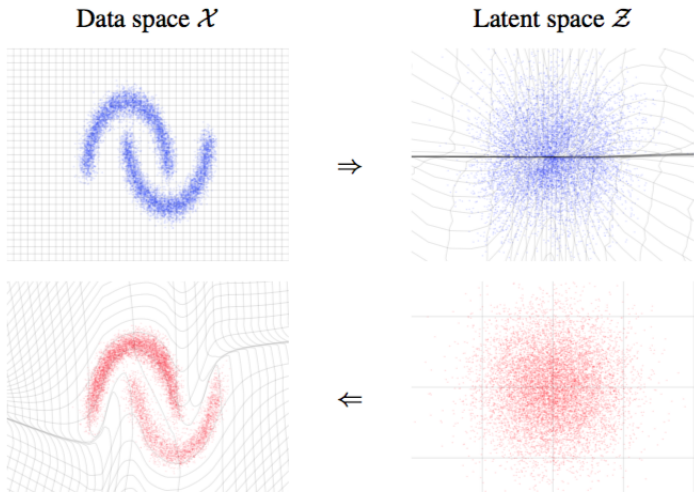 Data space 𝒳
Latent space 𝒵
⇒
⇐